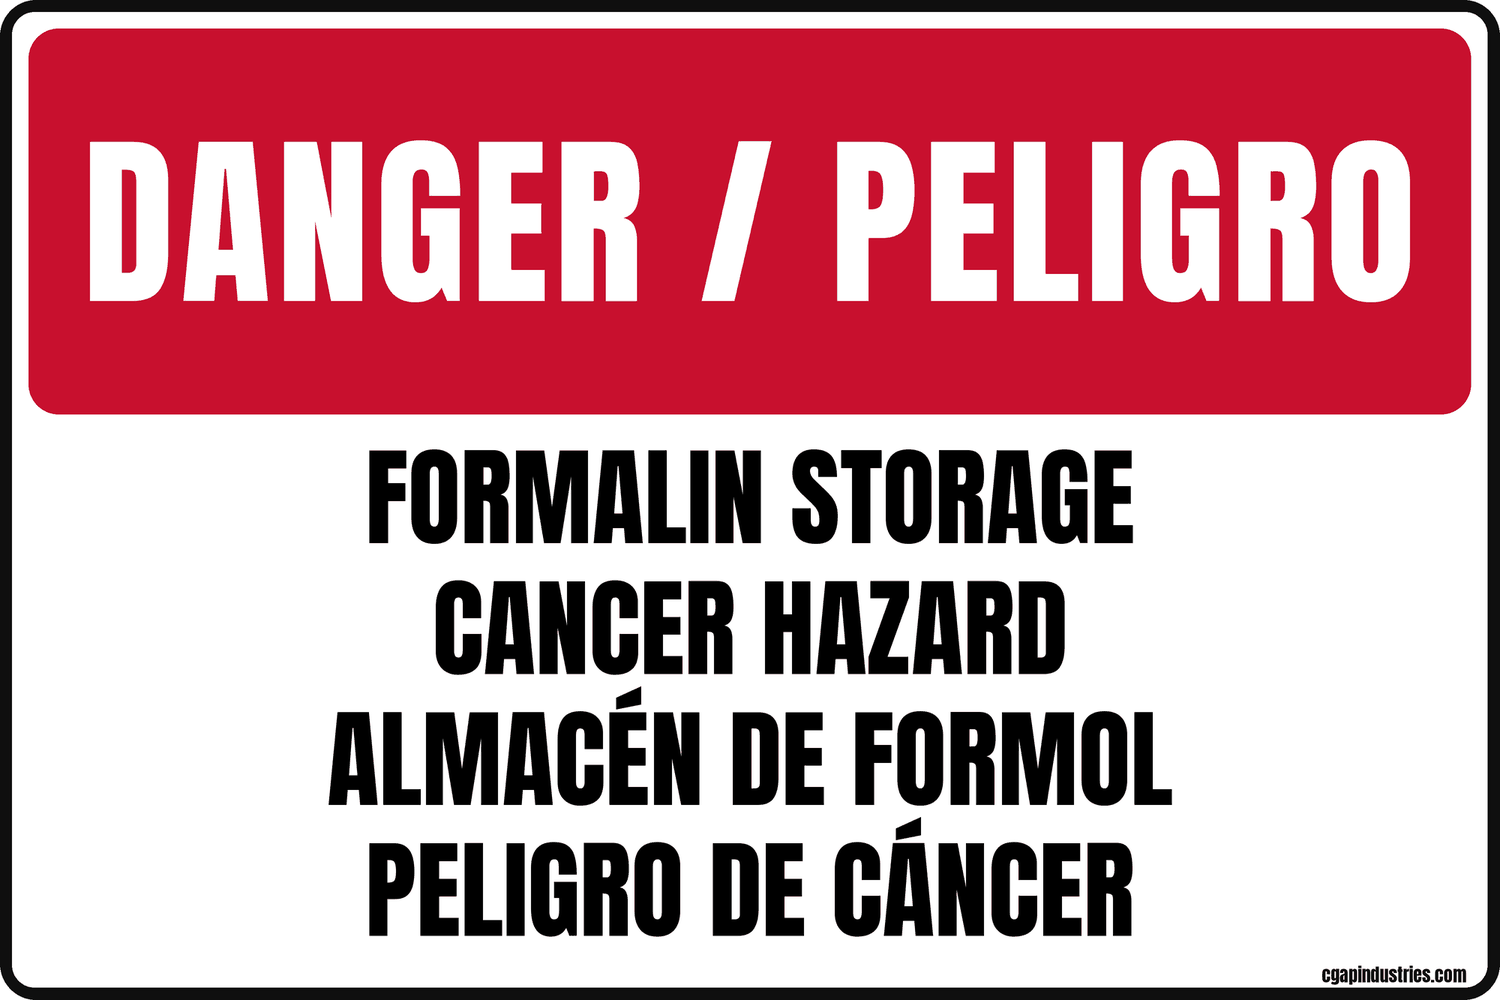 DANGER / PELIGRO
FORMALIN STORAGE
CANCER HAZARD
ALMACÉN DE FORMOL
PELIGRO DE CÁNCER
cgapindustries.com